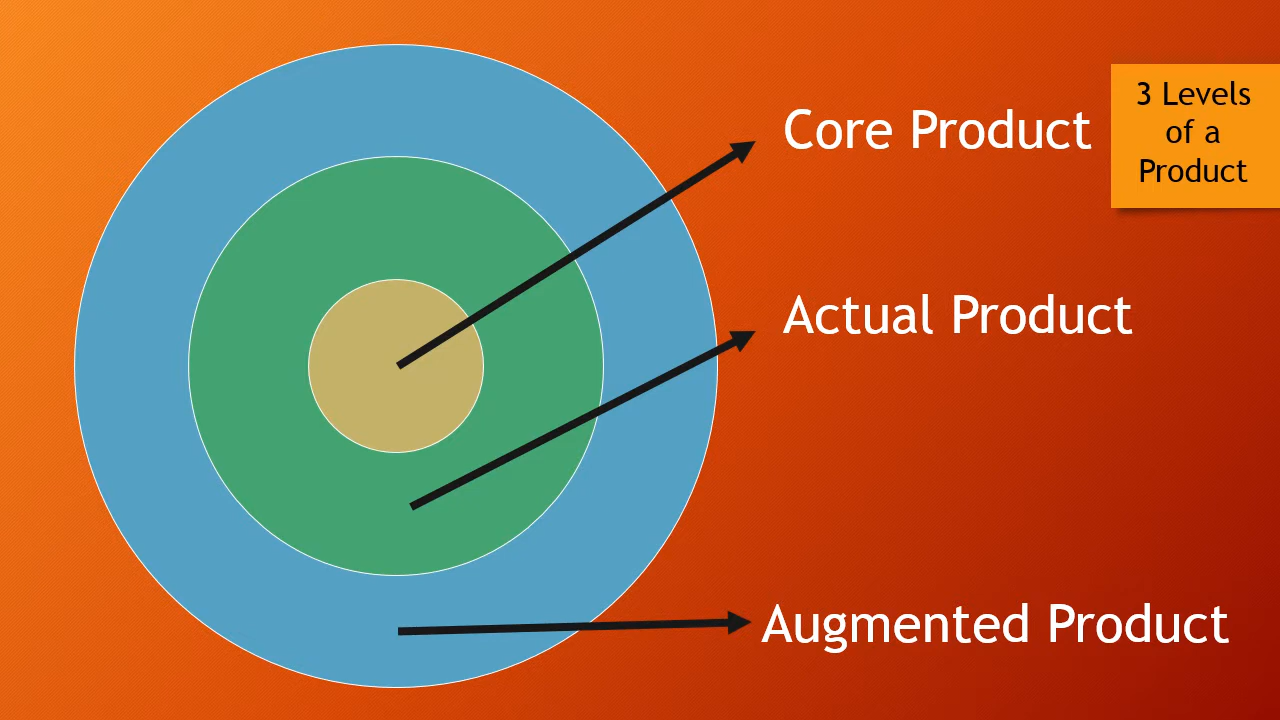 Core Product
3 Levels
of a
Product
Actual Product
Augmented Product